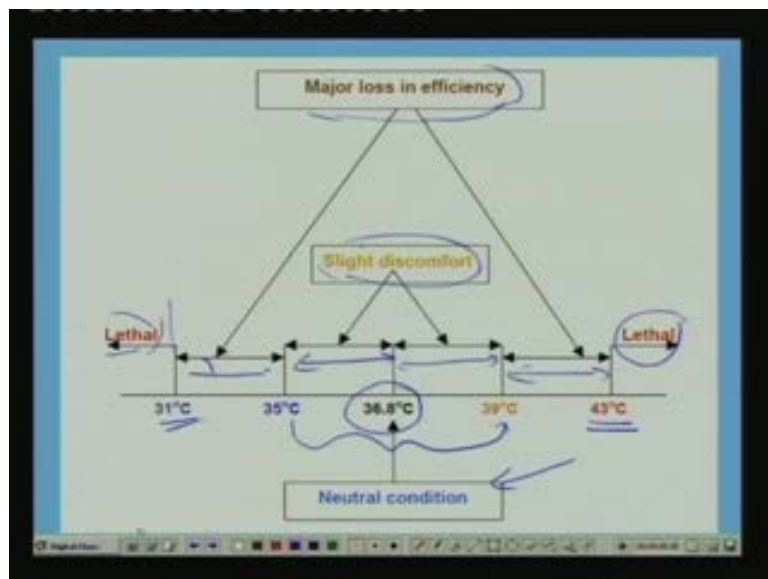 Major loss in efficiency
Slight discomfort
Lethal Lethal
31°C 35°C 36.8°C 39°C 43°C
Neutral condition